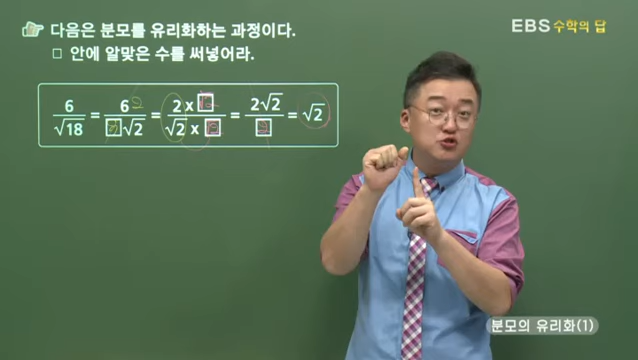 다음은 분모를 유리화하는 과정이다.
□ 안에 알맞은 수를 써넣어라.
EBS 수학의 답
6/√18 = 6/□√2 = 2×□/√2×□ = 2√2/□ = √2
분모의 유리화(1)